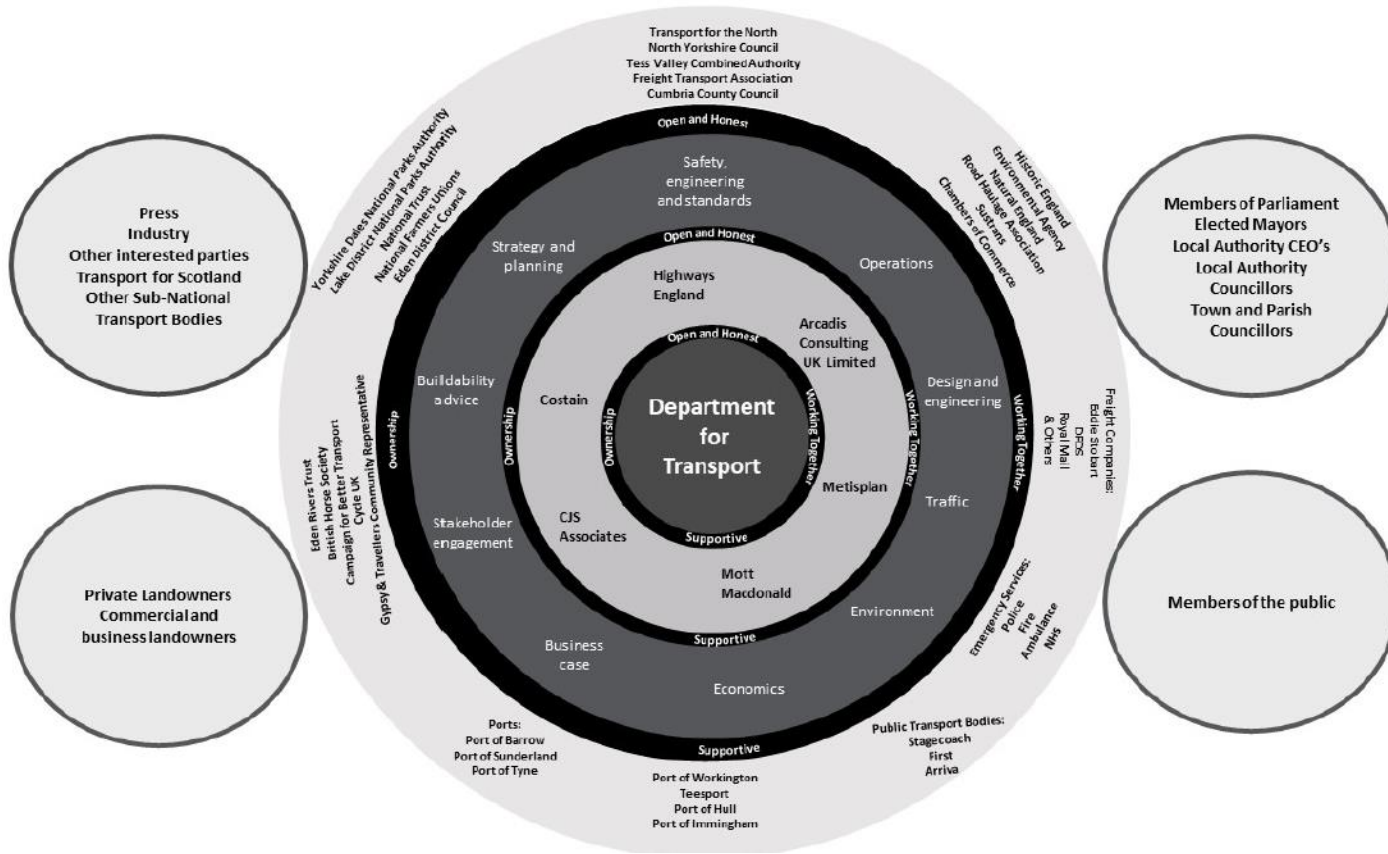 Transport for the North
North Yorkshire Council
Tess Valley Combined Authority
Freight Transport Association
Cumbria County Council
Historic England
Environmental Agency
Natural England
Road Haulage Association
Sustrans
Chambers of Commerce
Freight Companies:
Eddie Stobart
DFDS
Royal Mail
& Others
Emergency Services:
Police
Fire
Ambulance
NHS
Public Transport Bodies:
Stagecoach
First
Arriva
Port of Workington
Teesport
Port of Hull
Port of Immingham
Ports:
Port of Barrow
Port of Sunderland
Port of Tyne
Eden Rivers Trust
British Horse Society
Campaign for Better Transport
Cycle UK
Gypsy & Travellers Community Representative
Yorkshire Dales National Parks Authority
Lake District National Parks Authority
National Trust
National Farmers Unions
Eden District Council
Open and Honest
Working Together
Supportive
Ownership
Safety,
engineering
and standards
Operations
Design and
engineering
Traffic
Environment
Economics
Business
case
Stakeholder
engagement
Buildability
advice
Strategy and
planning
Open and Honest
Working Together
Supportive
Ownership
Highways
England
Arcadis
Consulting
UK Limited
Metisplan
Mott
Macdonald
CJS
Associates
Costain
Open and Honest
Working Together
Supportive
Ownership
Department
for
Transport
Press
Industry
Other interested parties
Transport for Scotland
Other Sub-National
Transport Bodies
Members of Parliament
Elected Mayors
Local Authority CEO's
Local Authority
Councillors
Town and Parish
Councillors
Private Landowners
Commercial and
business landowners
Members of the public